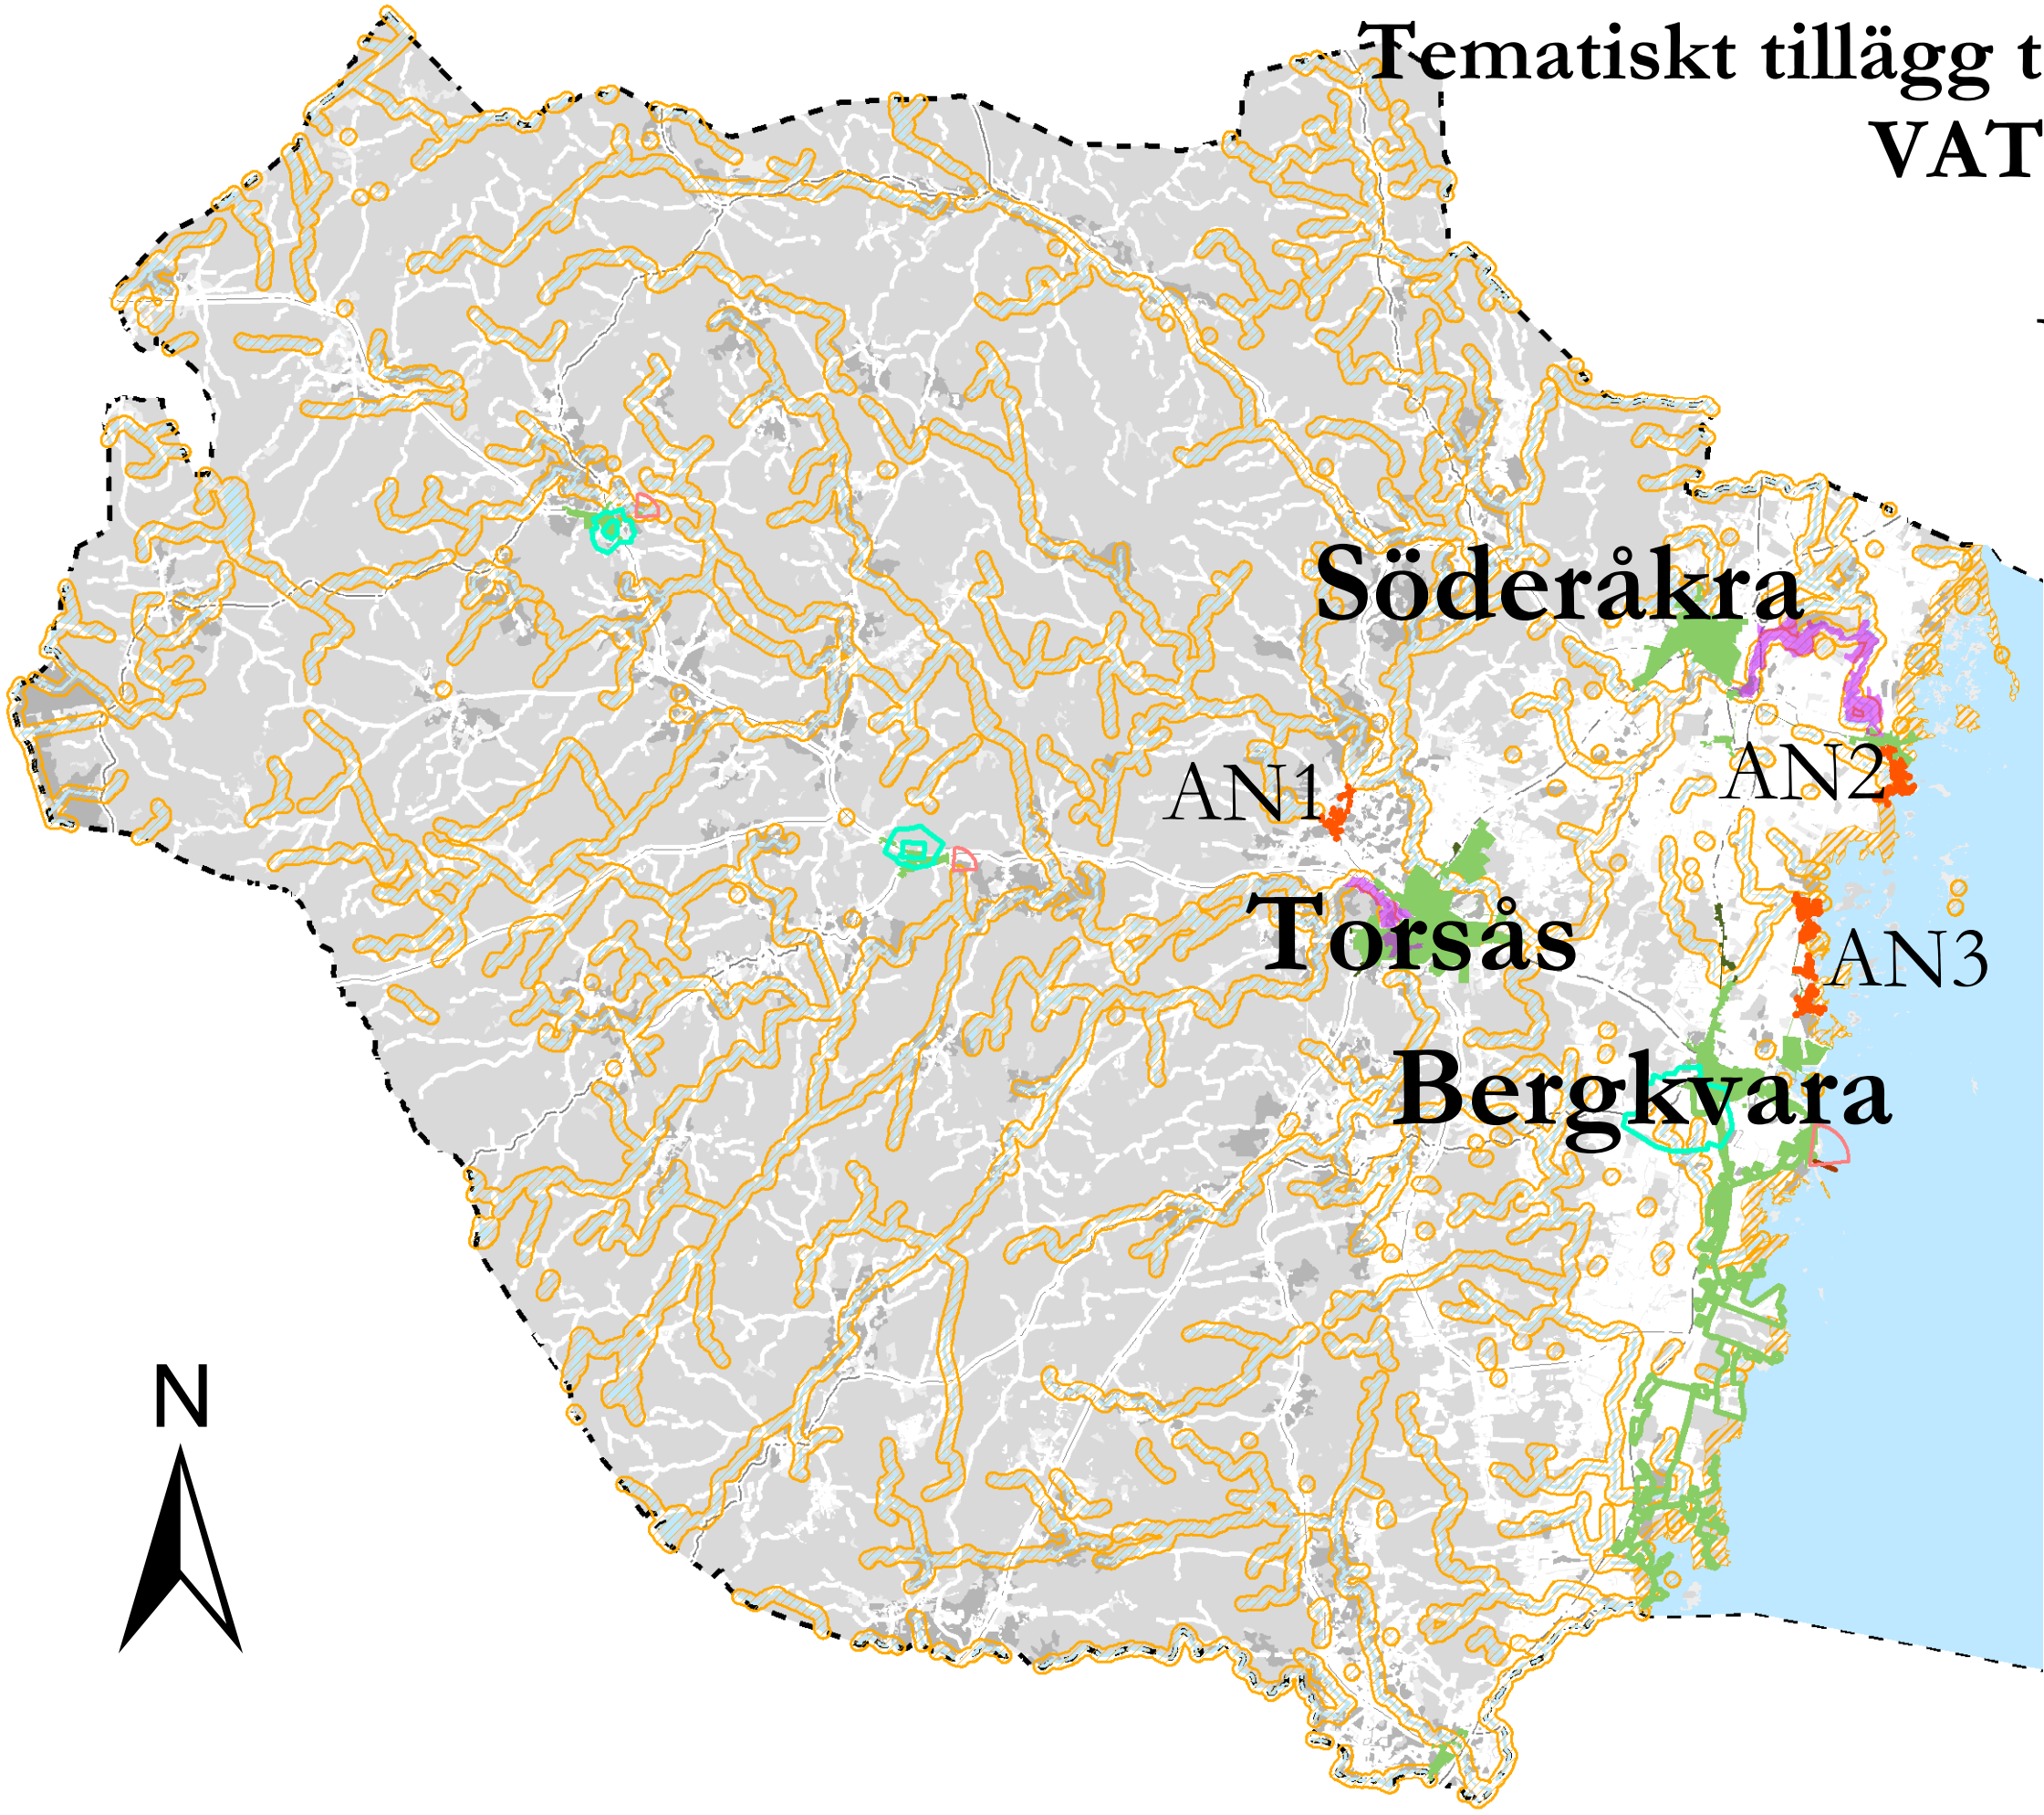 Tematiskt tillägg t
VAT
Söderåkra
AN2
AN1
Torsås
AN3
Bergkvara
N